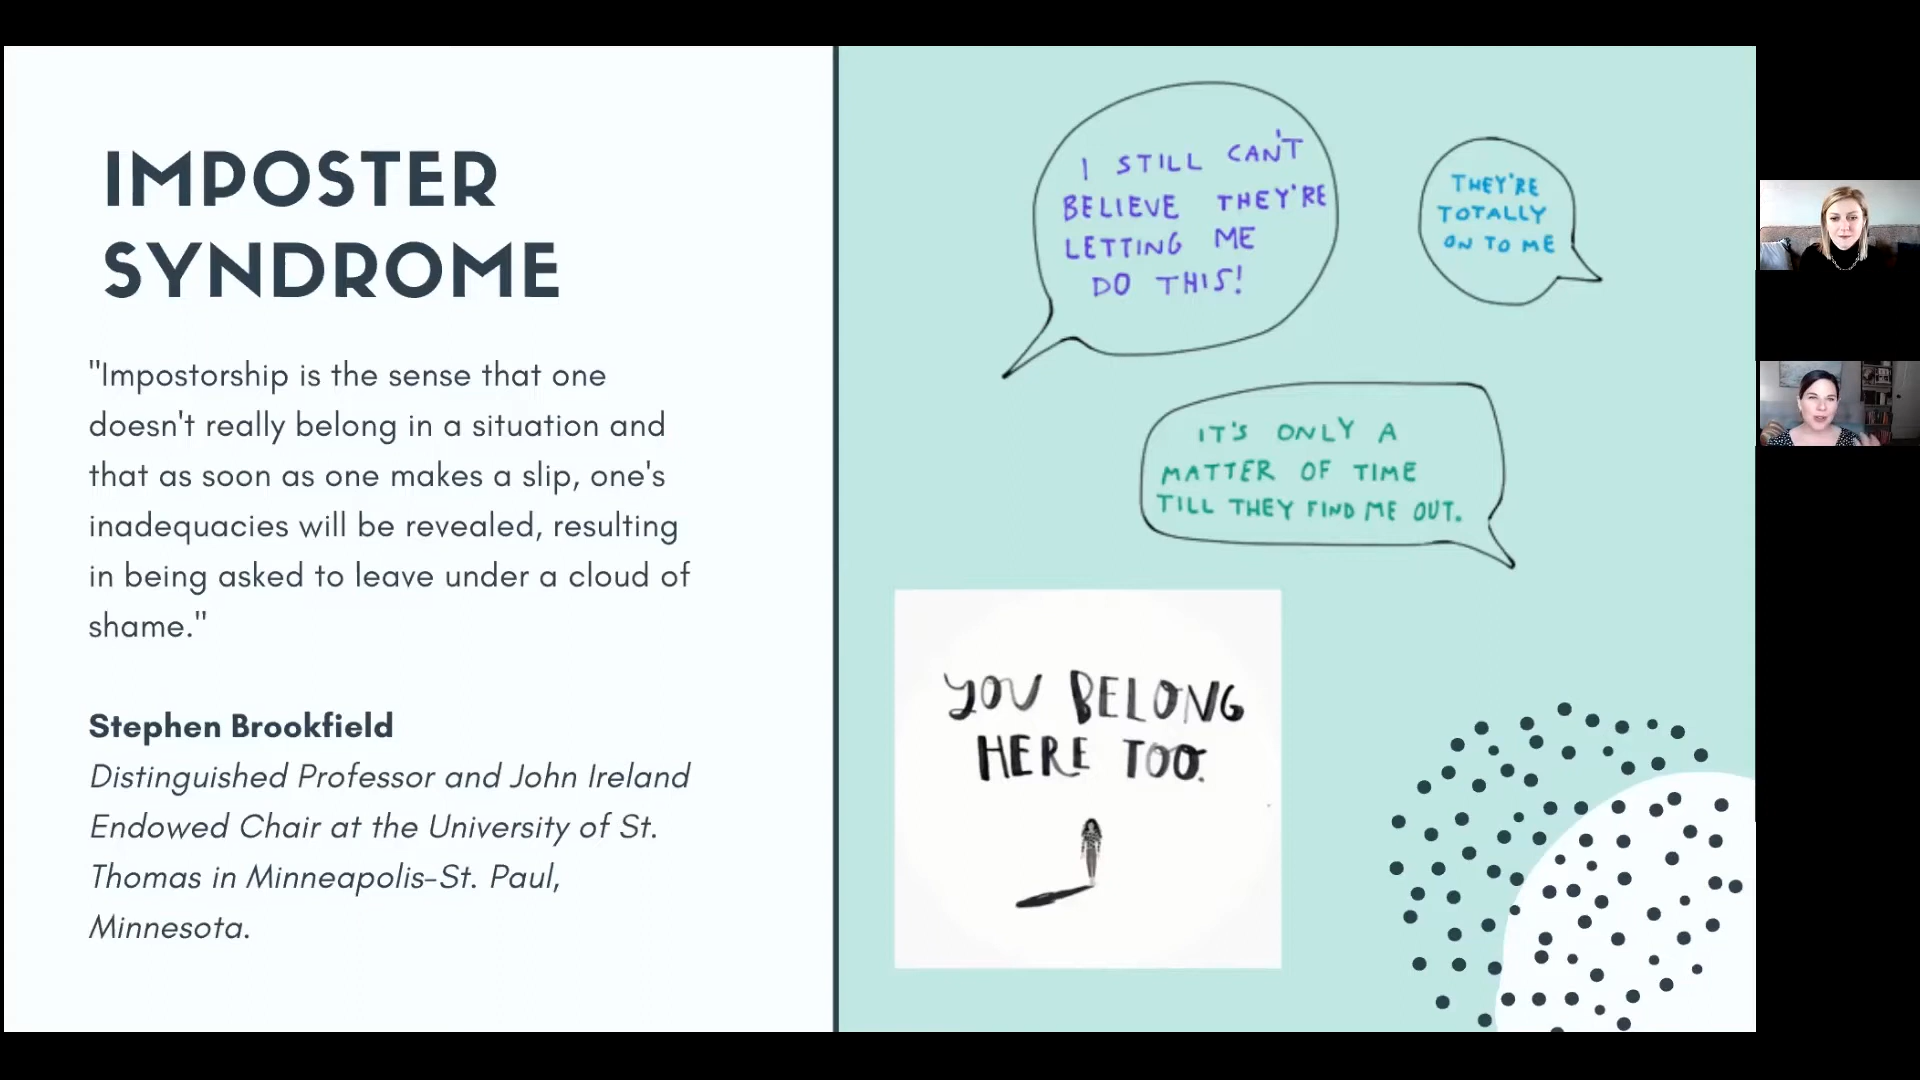 IMPOSTER
SYNDROME
"Impostorship is the sense that one
doesn't really belong in a situation and
that as soon as one makes a slip, one's
inadequacies will be revealed, resulting
in being asked to leave under a cloud of
shame."
Stephen Brookfield
Distinguished Professor and John Ireland
Endowed Chair at the University of St.
Thomas in Minneapolis-St. Paul,
Minnesota.
I STILL CAN'T
BELIEVE THEY'RE
LETTING ME
DO THIS!
THEY'RE
TOTALLY
ON TO ME
IT'S ONLY A
MATTER OF TIME
TILL THEY FIND ME OUT.
YOU BELONG
HERE TOO.